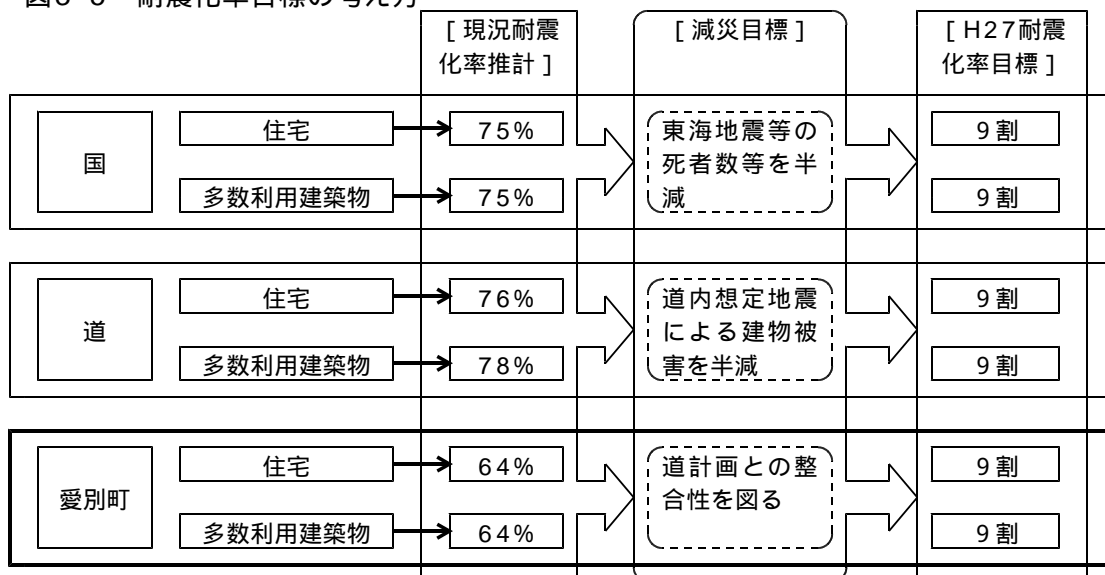 [現況耐震
化率推計]
[減災目標]
[H27耐震
化率目標]
国
住宅
75%
多数利用建築物
75%
東海地震等の
死者数等を半
減
9割
9割
道
住宅
76%
多数利用建築物
78%
道内想定地震
による建物被
害を半減
9割
9割
愛別町
住宅
64%
多数利用建築物
64%
道計画との整
合性を図る
9割
9割